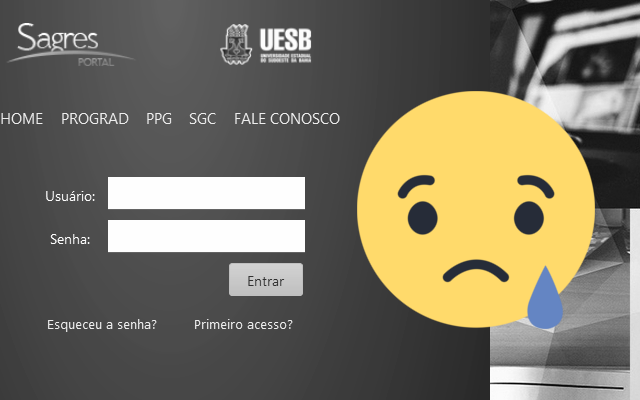 Sagres
PORTAL
UESB
UNIVERSIDADE ESTADUAL
DO SUDOESTE DA BAHIA
HOME PROGRAD PPG SGC FALE CONOSCO
Usuário:
Senha:
Entrar
Esqueceu a senha? Primeiro acesso?